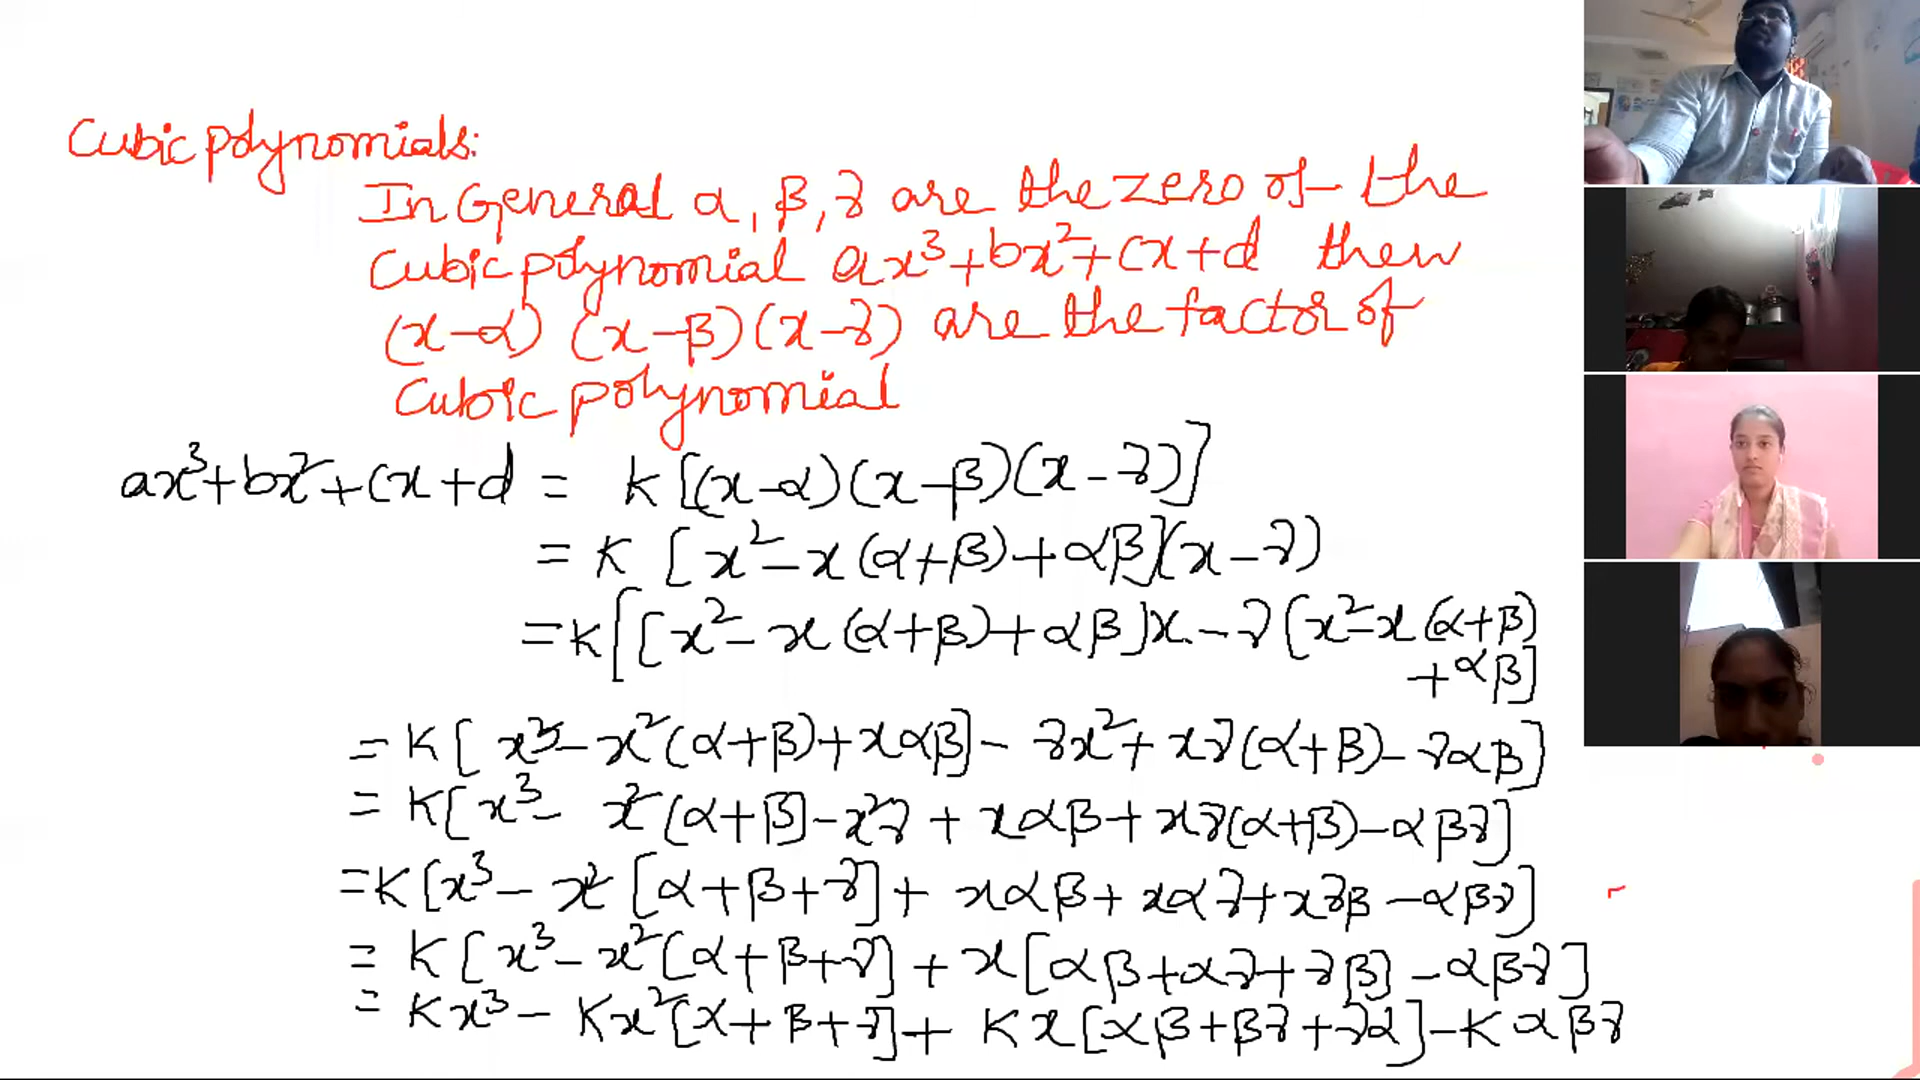 Cubic polynomials:
In General α, β, γ are the zero of the
Cubic polynomial ax³+bx²+cx+d then
(x-α) (x-β)(x-γ) are the factor of
Cubic polynomial
ax³+bx²+cx+d = K[(x-α)(x-β)(x-γ)]
= K [x²-x(α+β)+αβ](x-γ)
=K[[x²-x(α+β)+αβ]x-γ[x²-x(α+β)
+αβ]
= K[x³-x²(α+β)+xαβ]-γx²+xγ(α+β)-γαβ]
= K[x³- x²(α+β]-x²γ+xαβ+xγ(α+β)-αβγ]
=K[x³-x²[α+β+γ]+xαβ+xαγ+xγβ-αβγ]
= K[x³-x²[α+β+γ]+x[αβ+αγ+γβ]-αβγ]
= Kx³-Kx²[α+β+γ]+Kx[αβ+βγ+γα]-Kαβγ